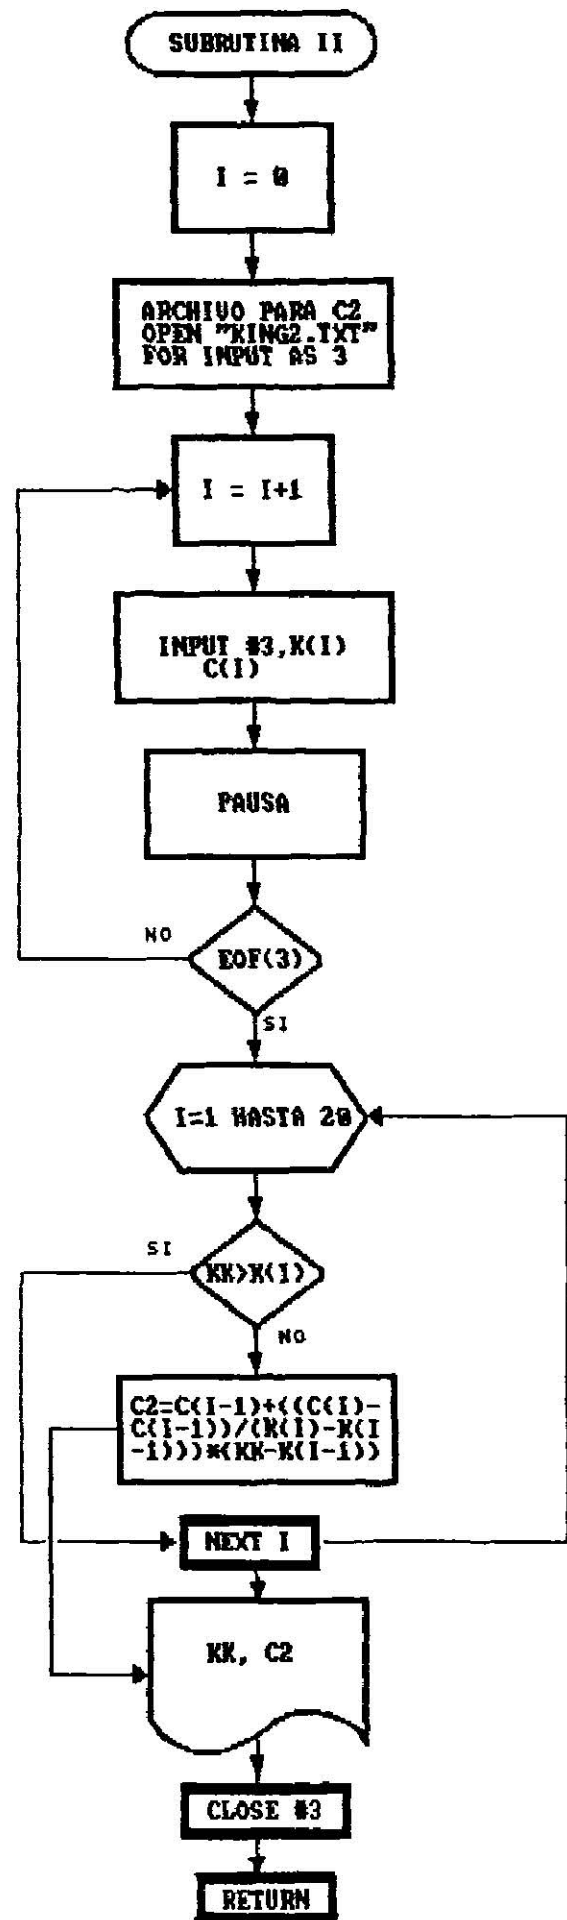 SUBRUTINA II
I = 0
ARCHIVO PARA C2
OPEN "KING2.TXT"
FOR INPUT AS 3
I = I+1
INPUT #3,K(I)
C(I)
PAUSA
NO
EOF(3)
SI
I=1 HASTA 20
SI
KK>K(I)
NO
C2=C(I-1)+((C(I)-
C(I-1))/(K(I)-K(I
-1)))*(KK-K(I-1))
NEXT I
KK, C2
CLOSE #3
RETURN